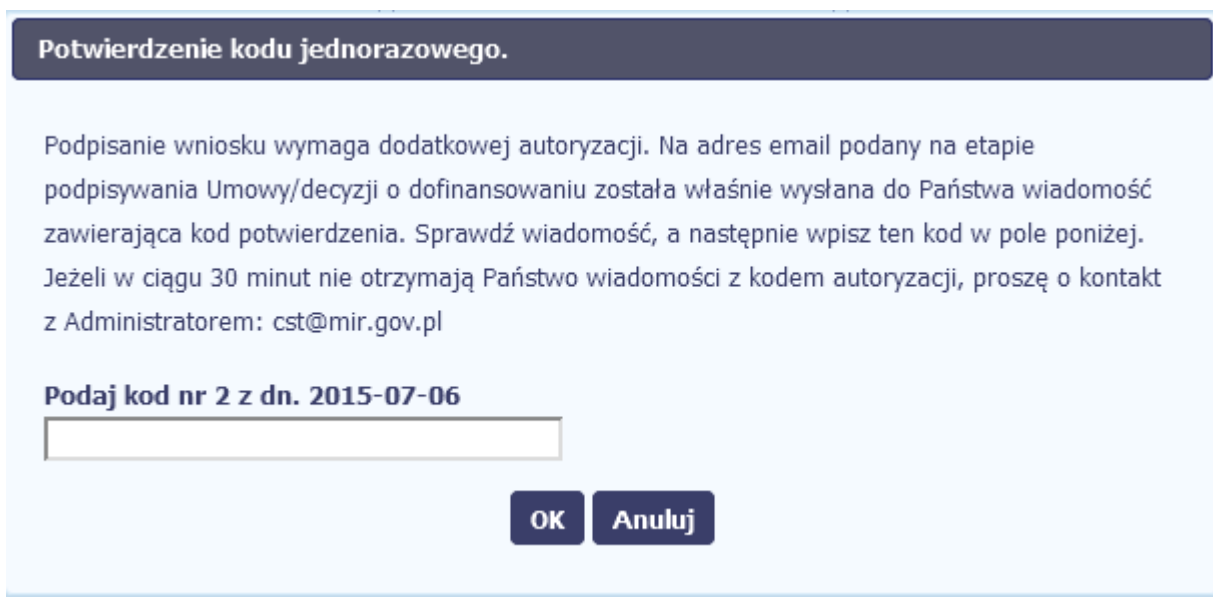 Potwierdzenie kodu jednorazowego.
Podpisanie wniosku wymaga dodatkowej autoryzacji. Na adres email podany na etapie
podpisywania Umowy/decyzji o dofinansowaniu została właśnie wysłana do Państwa wiadomość
zawierająca kod potwierdzenia. Sprawdź wiadomość, a następnie wpisz ten kod w pole poniżej.
Jeżeli w ciągu 30 minut nie otrzymają Państwo wiadomości z kodem autoryzacji, proszę o kontakt
z Administratorem: cst@mir.gov.pl
Podaj kod nr 2 z dn. 2015-07-06
OK Anuluj